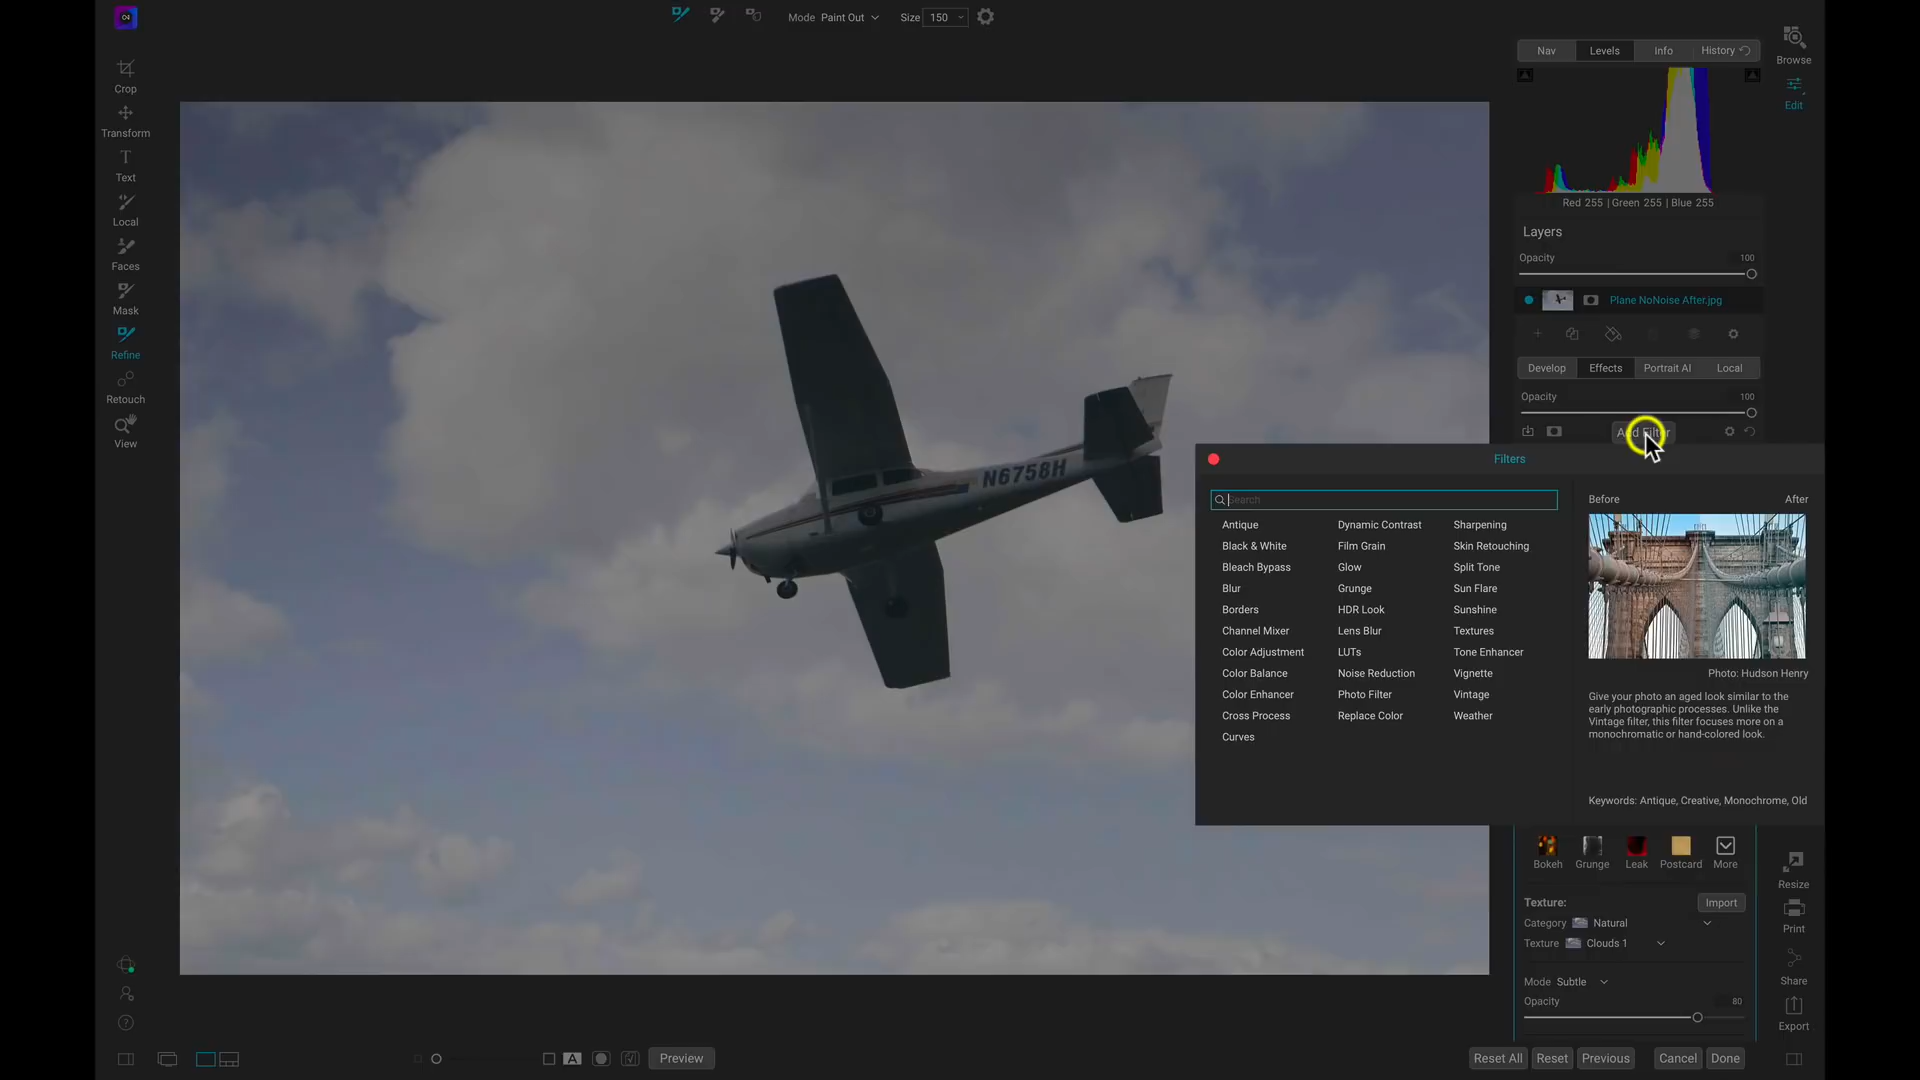 Mode Paint Out Size 150
Crop
Transform
Text
Local
Faces
Mask
Refine
Retouch
View
N6758H
Nav Levels Info History
Browse
Edit
Red 255 | Green 255 | Blue 255
Layers
Opacity 100
Plane NoNoise After.jpg
Develop Effects Portrait AI Local
Opacity 100
Add Filter
Filters
Search
Antique Dynamic Contrast Sharpening
Black & White Film Grain Skin Retouching
Bleach Bypass Glow Split Tone
Blur Grunge Sun Flare
Borders HDR Look Sunshine
Channel Mixer Lens Blur Textures
Color Adjustment LUTs Tone Enhancer
Color Balance Noise Reduction Vignette
Color Enhancer Photo Filter Vintage
Cross Process Replace Color Weather
Curves
Before After
Photo: Hudson Henry
Give your photo an aged look similar to the
early photographic processes. Unlike the
Vintage filter, this filter focuses more on a
monochromatic or hand-colored look.
Keywords: Antique, Creative, Monochrome, Old
Bokeh Grunge Leak Postcard More
Texture: Import
Category Natural
Texture Clouds 1
Mode Subtle
Opacity 80
Resize
Print
Share
Export
A Preview
Reset All Reset Previous Cancel Done